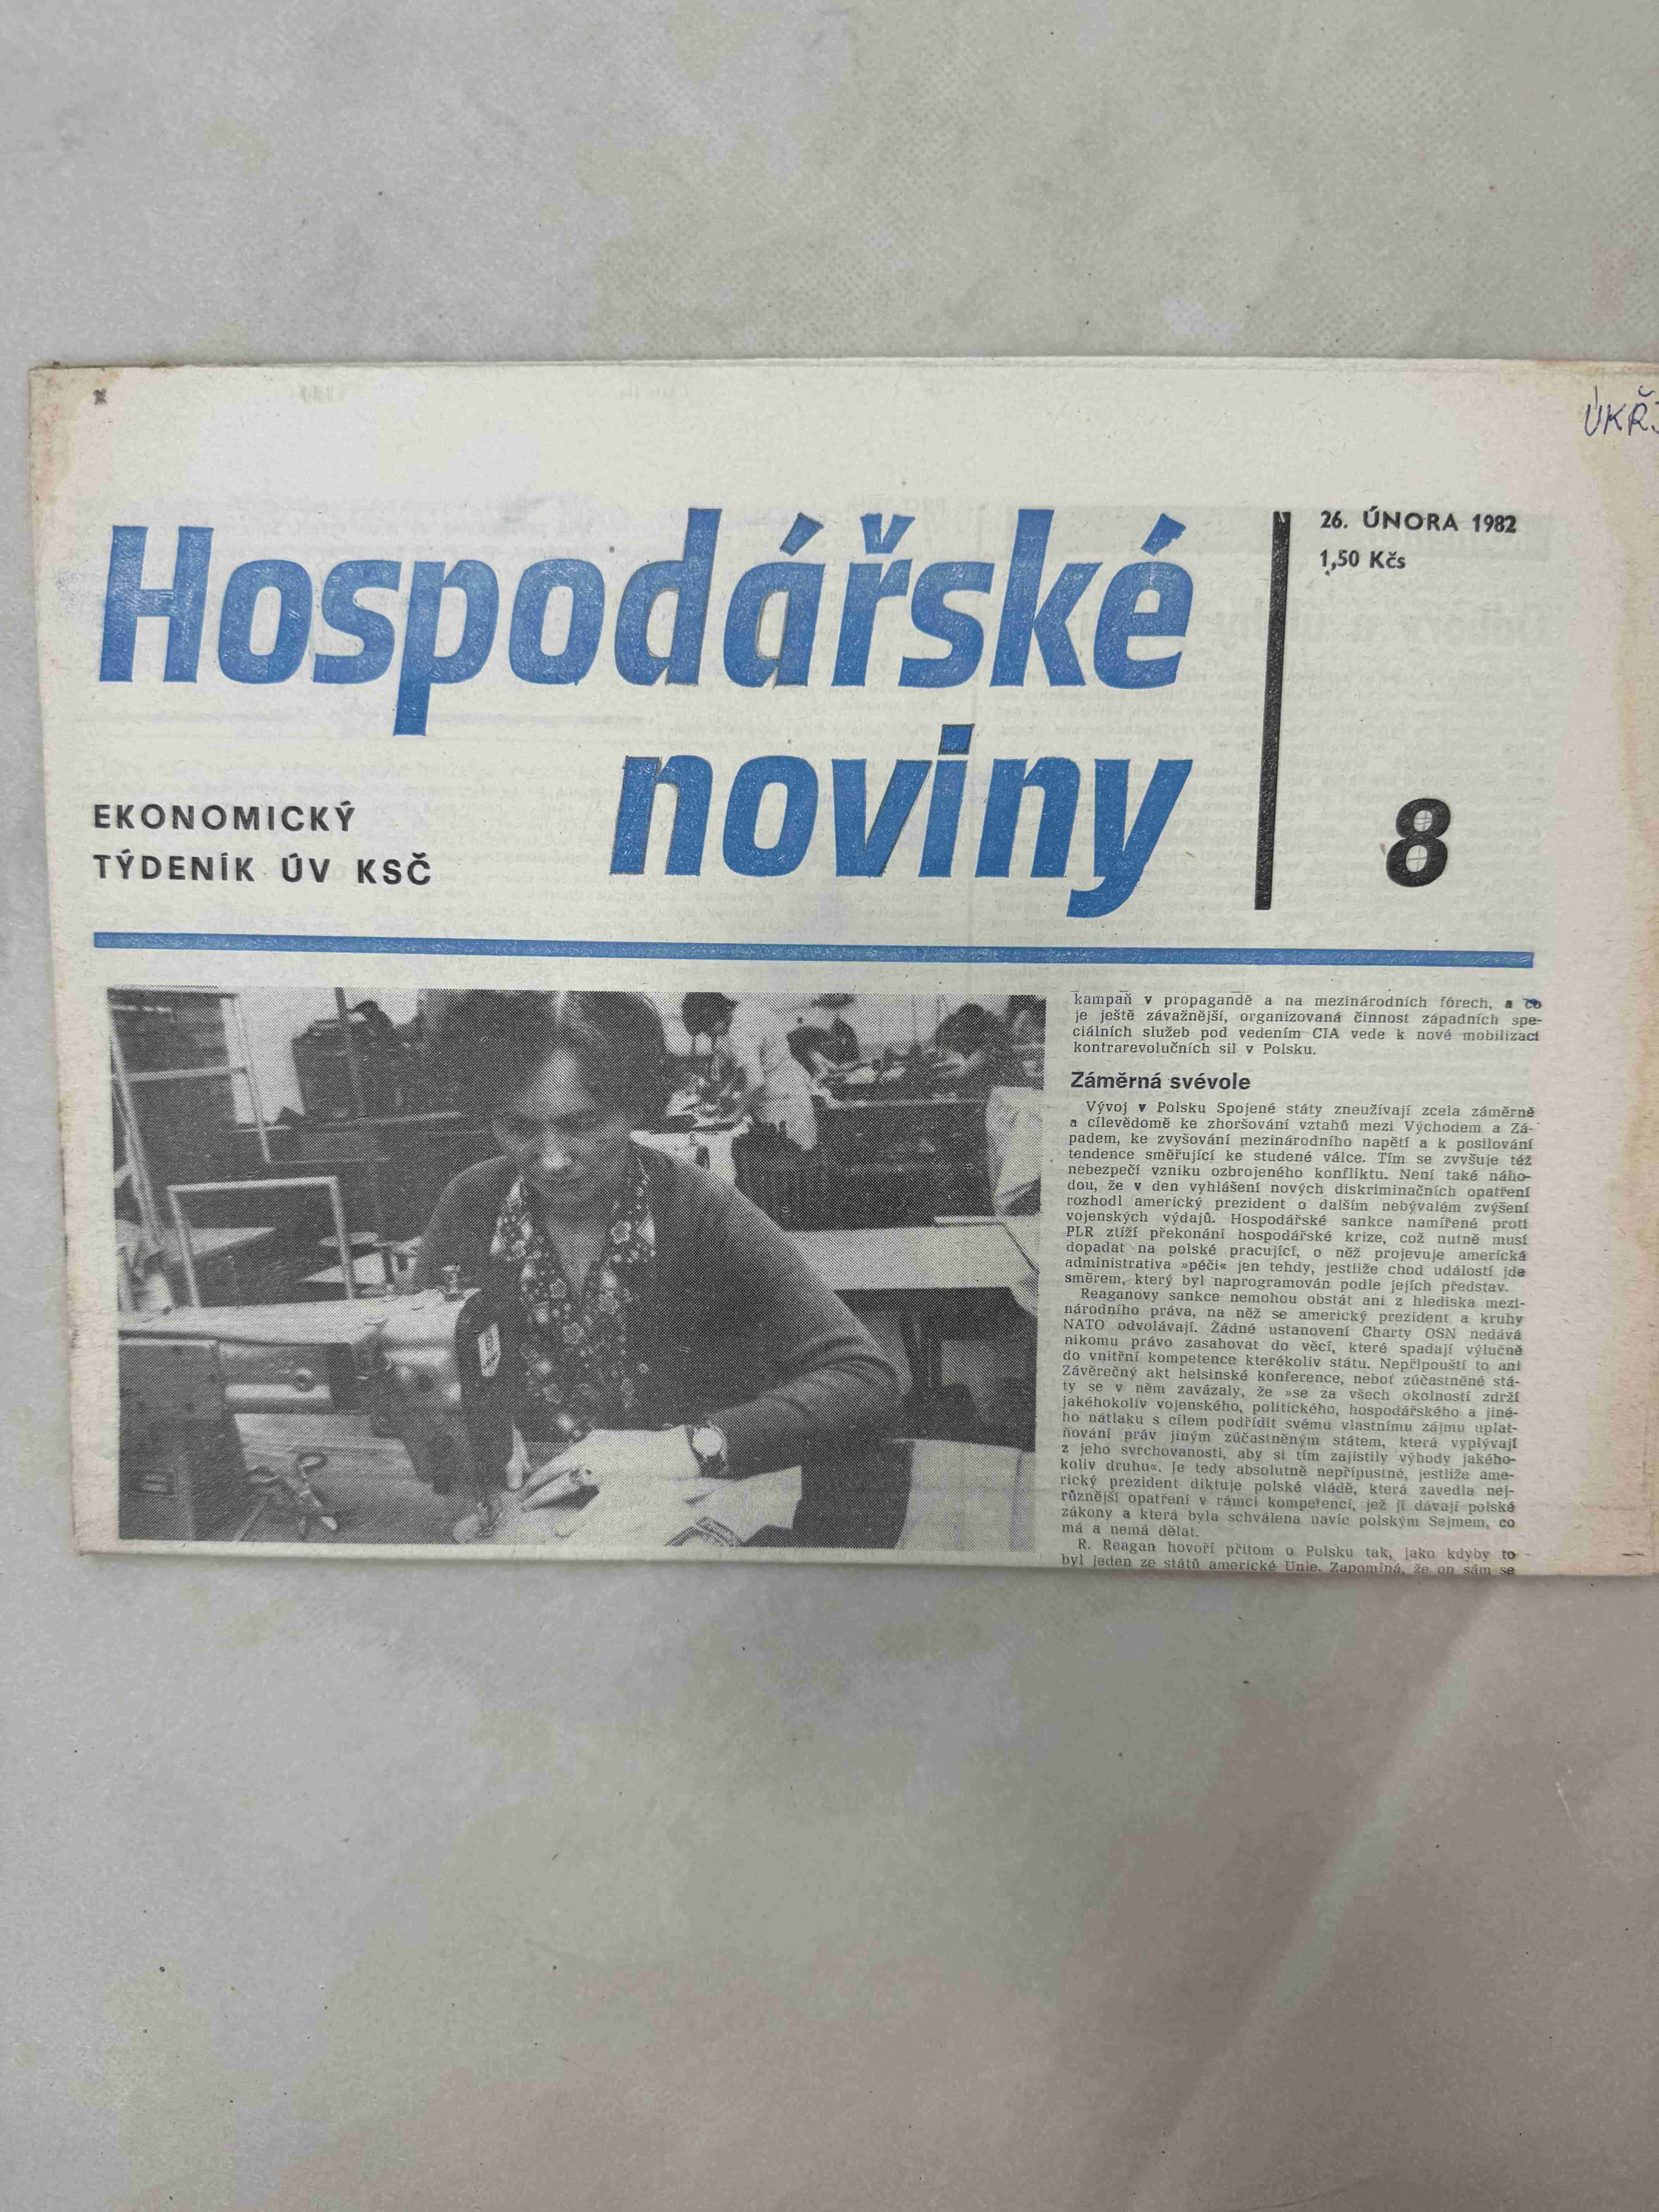 ÚKŘ
Hospodářské
noviny
EKONOMICKÝ
TÝDENÍK ÚV KSČ
26. ÚNORA 1982
1,50 Kčs
8
kampaň v propagandě a na mezinárodních fórech, a co
je ještě závažnější, organizovaná činnost západních spe-
ciálních služeb pod vedením CIA vede k nové mobilizaci
kontrarevolučních sil v Polsku.
Záměrná svévole
Vývoj v Polsku Spojené státy zneužívají zcela záměrně
a cílevědomě ke zhoršování vztahů mezi Východem a Zá-
padem, ke zvyšování mezinárodního napětí a k posilování
tendence směřující ke studené válce. Tím se zvyšuje též
nebezpečí vzniku ozbrojeného konfliktu. Není také náho-
dou, že v den vyhlášení nových diskriminačních opatření
rozhodl americký prezident o dalším nebývalém zvýšení
vojenských výdajů. Hospodářské sankce namířené proti
PLR ztíží překonání hospodářské krize, což nutně musí
dopadat na polské pracující, o něž projevuje americká
administrativa »péči« jen tehdy, jestliže chod událostí jde
směrem, který byl naprogramován podle jejích představ.
Reaganovy sankce nemohou obstát ani z hlediska mezi-
národního práva, na něž se americký prezident a kruhy
NATO odvolávají. Žádné ustanovení Charty OSN nedává
nikomu právo zasahovat do věcí, které spadají výlučně
do vnitřní kompetence kterékoliv státu. Nepřipouští to ani
Závěrečný akt helsinské konference, neboť zúčastněné stá-
ty se v něm zavázaly, že »se za všech okolností zdrží
jakéhokoliv vojenského, politického, hospodářského a jiné-
ho nátlaku s cílem podřídit svému vlastnímu zájmu uplat-
ňování práv jiným zúčastněným státem, která vyplývají
z jeho svrchovanosti, aby si tím zajistily výhody jakého-
koliv druhu«. Je tedy absolutně nepřípustné, jestliže ame-
rický prezident diktuje polské vládě, která zavedla nej-
různější opatření v rámci kompetencí, jež jí dávají polské
zákony a která byla schválena navíc polským Sejmem, co
má a nemá dělat.
R. Reagan hovoří přitom o Polsku tak, jako kdyby to
byl jeden ze států americké Unie. Zapomíná, že on sám se